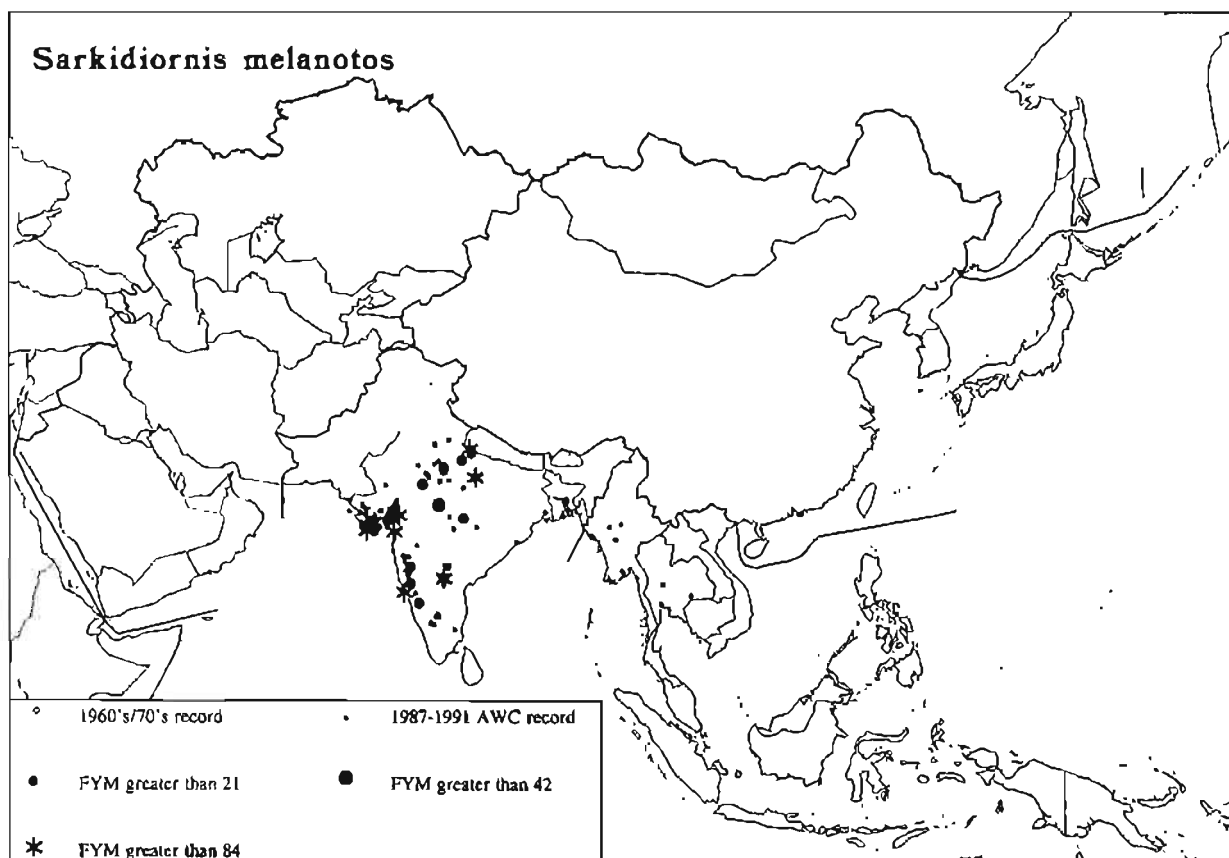 Sarkidiornis melanotos
1960's/70's record
1987-1991 AWC record
FYM greater than 21
FYM greater than 42
FYM greater than 84